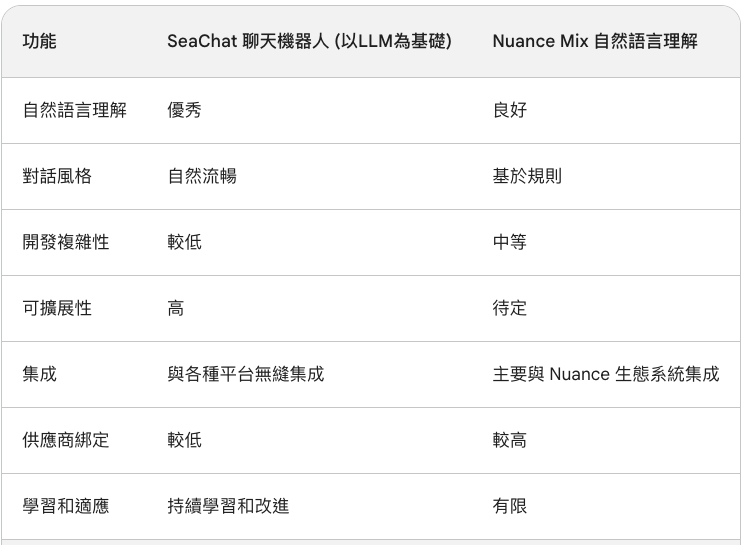 功能 SeaChat 聊天機器人 (以LLM為基礎) Nuance Mix 自然語言理解
自然語言理解 優秀 良好
對話風格 自然流暢 基於規則
開發複雜性 較低 中等
可擴展性 高 待定
集成 與各種平台無縫集成 主要與 Nuance 生態系統集成
供應商綁定 較低 較高
學習和適應 持續學習和改進 有限